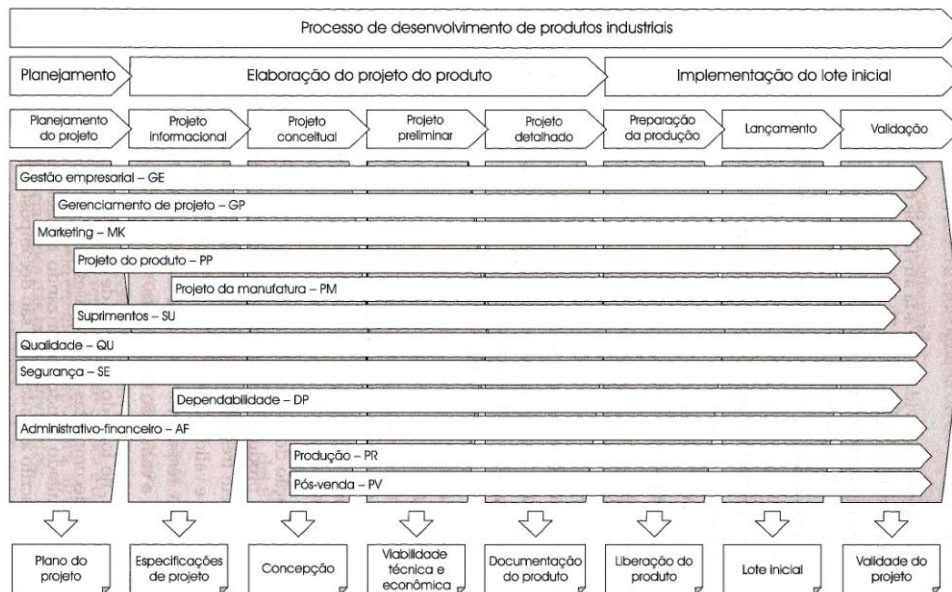 Processo de desenvolvimento de produtos industriais
Planejamento
Elaboração do projeto do produto
Implementação do lote inicial
Planejamento
do projeto
Projeto
informacional
Projeto
conceitual
Projeto
preliminar
Projeto
detalhado
Preparação
da produção
Lançamento
Validação
Gestão empresarial – GE
Gerenciamento de projeto – GP
Marketing – MK
Projeto do produto – PP
Projeto da manufatura – PM
Suprimentos – SU
Qualidade – QU
Segurança – SE
Dependabilidade – DP
Administrativo-financeiro – AF
Produção – PR
Pós-venda – PV
Plano do
projeto
Especificações
de projeto
Concepção
Viabilidade
técnica e
econômica
Documentação
do produto
Liberação do
produto
Lote inicial
Validade do
projeto